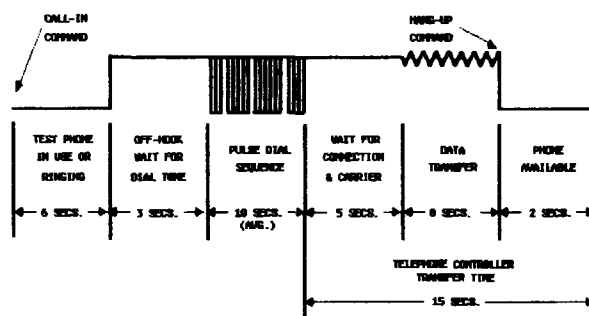 CALL-IN
COMMAND
HANG-UP
COMMAND
TEST PHONE
IN USE OR
RINGING
OFF-HOOK
WAIT FOR
DIAL TONE
PULSE DIAL
SEQUENCE
WAIT FOR
CONNECTION
& CARRIER
DATA
TRANSFER
PHONE
AVAILABLE
6 SECS.
3 SECS.
10 SECS.
(AVG.)
5 SECS.
8 SECS.
2 SECS.
TELEPHONE CONTROLLER
TRANSFER TIME
15 SECS.